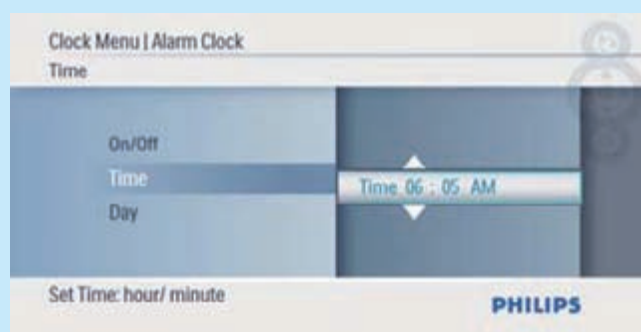 Clock Menu | Alarm Clock
Time
On/Off
Time
Day
Time 06 : 05 AM
Set Time: hour/ minute
PHILIPS